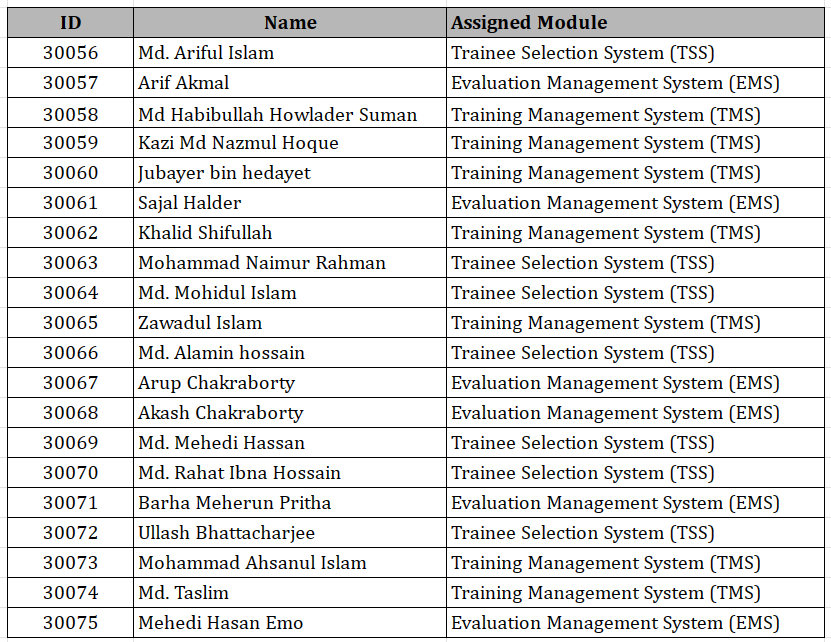 ID Name Assigned Module
30056 Md. Ariful Islam Trainee Selection System (TSS)
30057 Arif Akmal Evaluation Management System (EMS)
30058 Md Habibullah Howlader Suman Training Management System (TMS)
30059 Kazi Md Nazmul Hoque Training Management System (TMS)
30060 Jubayer bin hedayet Training Management System (TMS)
30061 Sajal Halder Evaluation Management System (EMS)
30062 Khalid Shifullah Training Management System (TMS)
30063 Mohammad Naimur Rahman Trainee Selection System (TSS)
30064 Md. Mohidul Islam Trainee Selection System (TSS)
30065 Zawadul Islam Training Management System (TMS)
30066 Md. Alamin hossain Trainee Selection System (TSS)
30067 Arup Chakraborty Evaluation Management System (EMS)
30068 Akash Chakraborty Evaluation Management System (EMS)
30069 Md. Mehedi Hassan Trainee Selection System (TSS)
30070 Md. Rahat Ibna Hossain Trainee Selection System (TSS)
30071 Barha Meherun Pritha Evaluation Management System (EMS)
30072 Ullash Bhattacharjee Trainee Selection System (TSS)
30073 Mohammad Ahsanul Islam Training Management System (TMS)
30074 Md. Taslim Training Management System (TMS)
30075 Mehedi Hasan Emo Evaluation Management System (EMS)